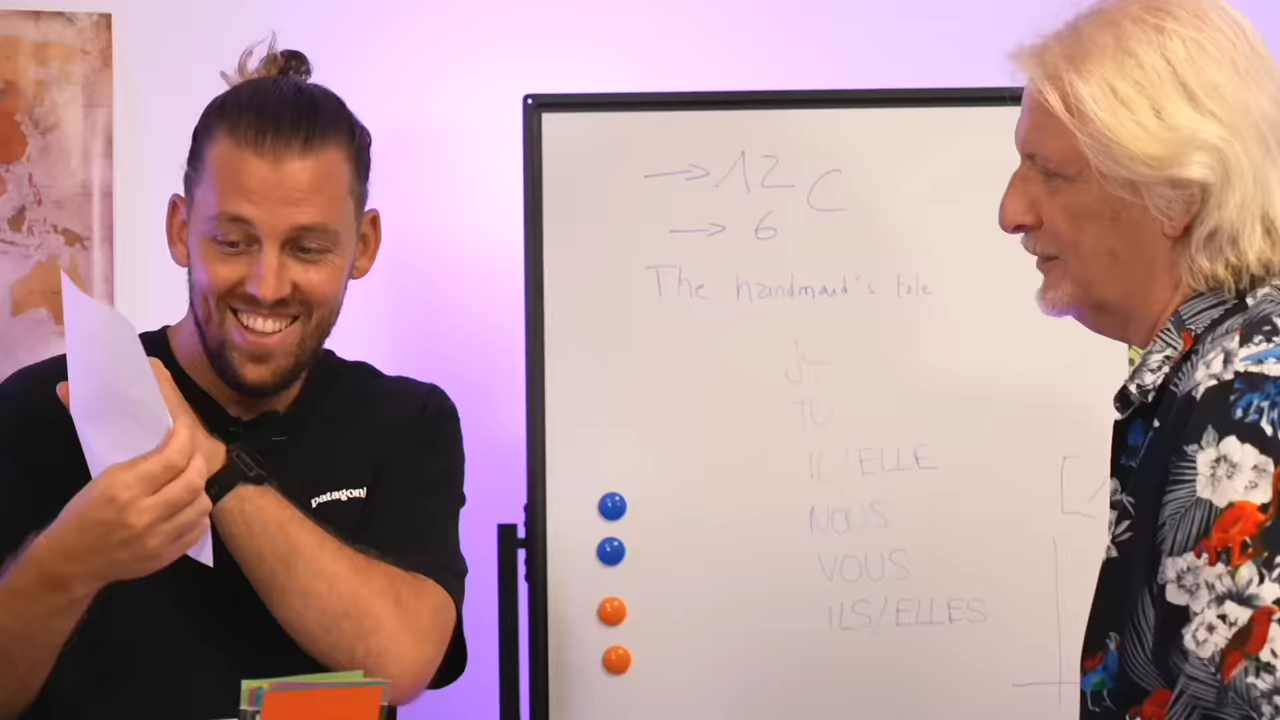 → 12 C
→ 6
The handmaid's tale
TU
IL/ELLE
NOUS
VOUS
ILS/ELLES
patagoni